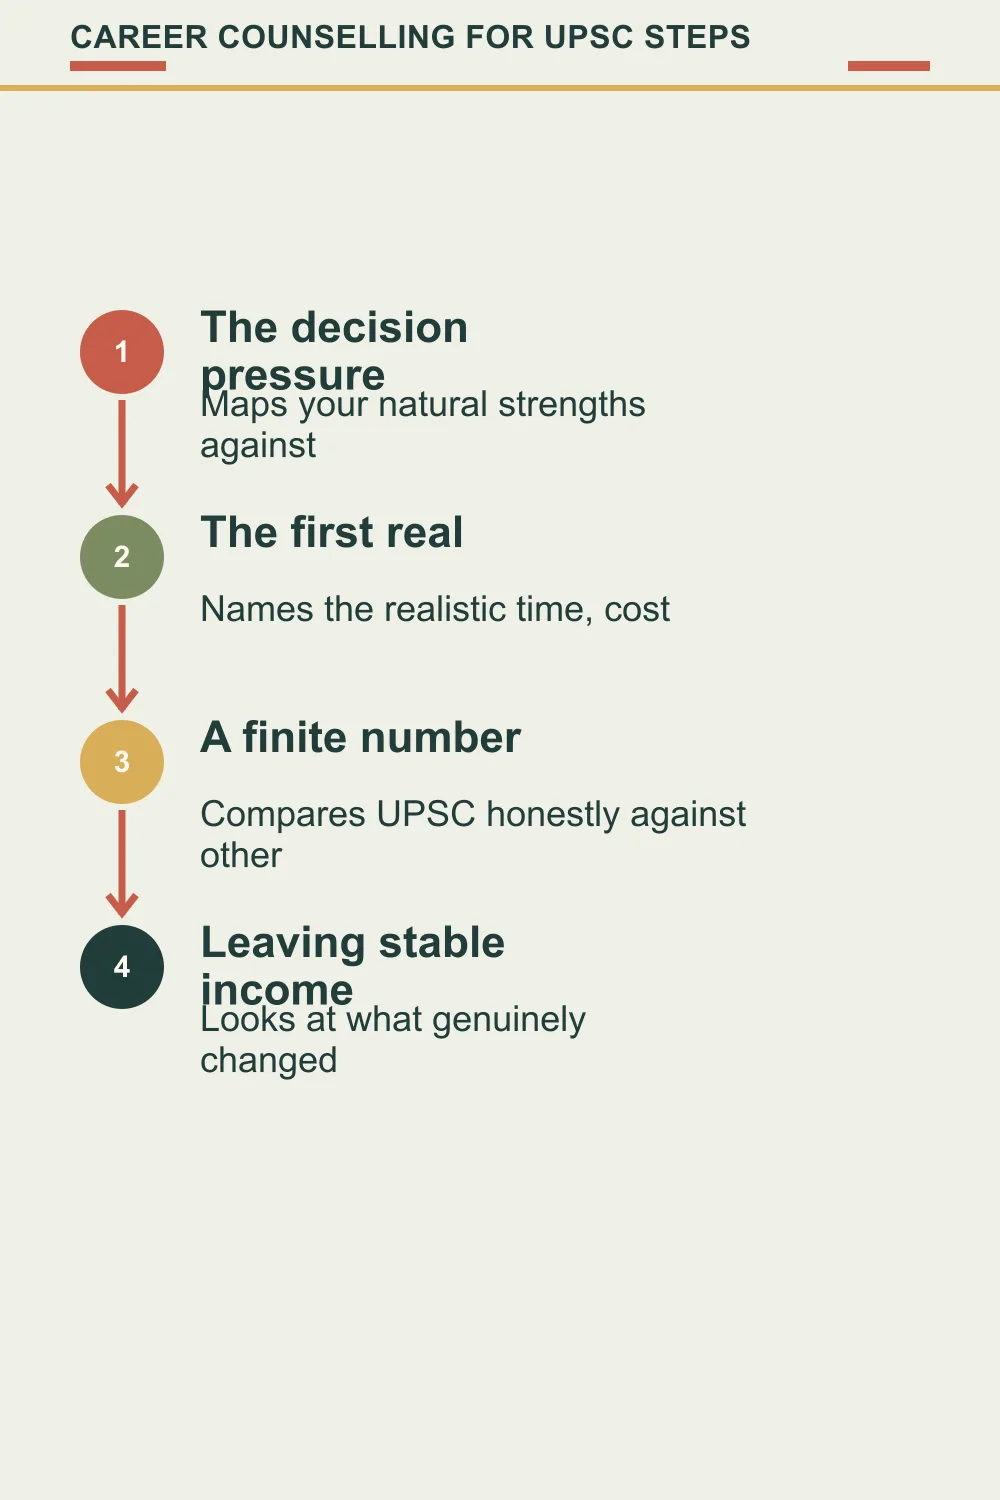 CAREER COUNSELLING FOR UPSC STEPS
1
The decision
pressure
Maps your natural strengths
against
2
The first real
Names the realistic time, cost
3
A finite number
Compares UPSC honestly against
other
4
Leaving stable
income
Looks at what genuinely
changed